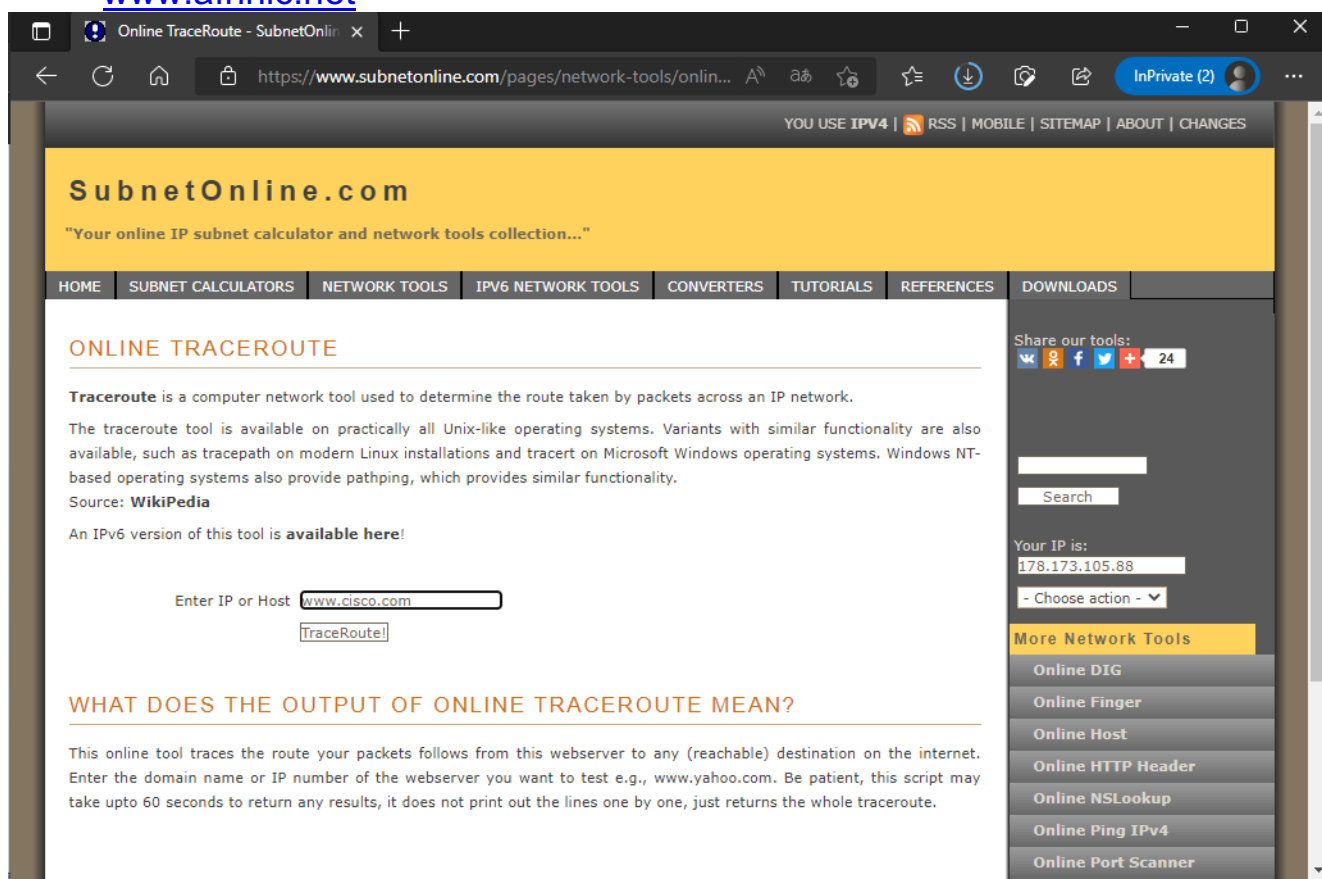 www.afrinic.net
Online TraceRoute - SubnetOnlin
https://www.subnetonline.com/pages/network-tools/onlin...
InPrivate (2)
YOU USE IPV4 | RSS | MOBILE | SITEMAP | ABOUT | CHANGES
SubnetOnline.com
"Your online IP subnet calculator and network tools collection..."
HOME SUBNET CALCULATORS NETWORK TOOLS IPV6 NETWORK TOOLS CONVERTERS TUTORIALS REFERENCES DOWNLOADS
ONLINE TRACEROUTE
Traceroute is a computer network tool used to determine the route taken by packets across an IP network.
The traceroute tool is available on practically all Unix-like operating systems. Variants with similar functionality are also
available, such as tracepath on modern Linux installations and tracert on Microsoft Windows operating systems. Windows NT-
based operating systems also provide pathping, which provides similar functionality.
Source: WikiPedia
An IPv6 version of this tool is available here!
Enter IP or Host www.cisco.com
TraceRoute!
WHAT DOES THE OUTPUT OF ONLINE TRACEROUTE MEAN?
This online tool traces the route your packets follows from this webserver to any (reachable) destination on the internet.
Enter the domain name or IP number of the webserver you want to test e.g., www.yahoo.com. Be patient, this script may
take upto 60 seconds to return any results, it does not print out the lines one by one, just returns the whole traceroute.
Share our tools:
24
Search
Your IP is:
178.173.105.88
- Choose action -
More Network Tools
Online DIG
Online Finger
Online Host
Online HTTP Header
Online NSLookup
Online Ping IPv4
Online Port Scanner